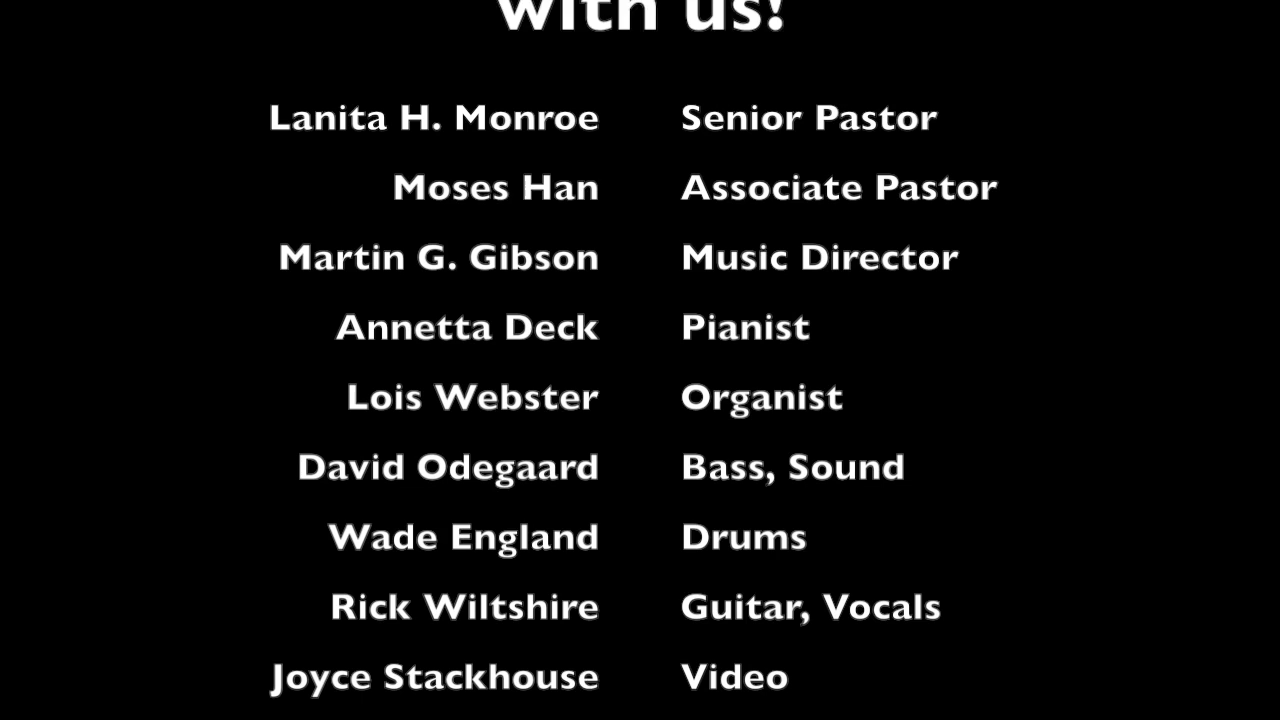 with us!
Lanita H. Monroe Senior Pastor
Moses Han Associate Pastor
Martin G. Gibson Music Director
Annetta Deck Pianist
Lois Webster Organist
David Odegaard Bass, Sound
Wade England Drums
Rick Wiltshire Guitar, Vocals
Joyce Stackhouse Video